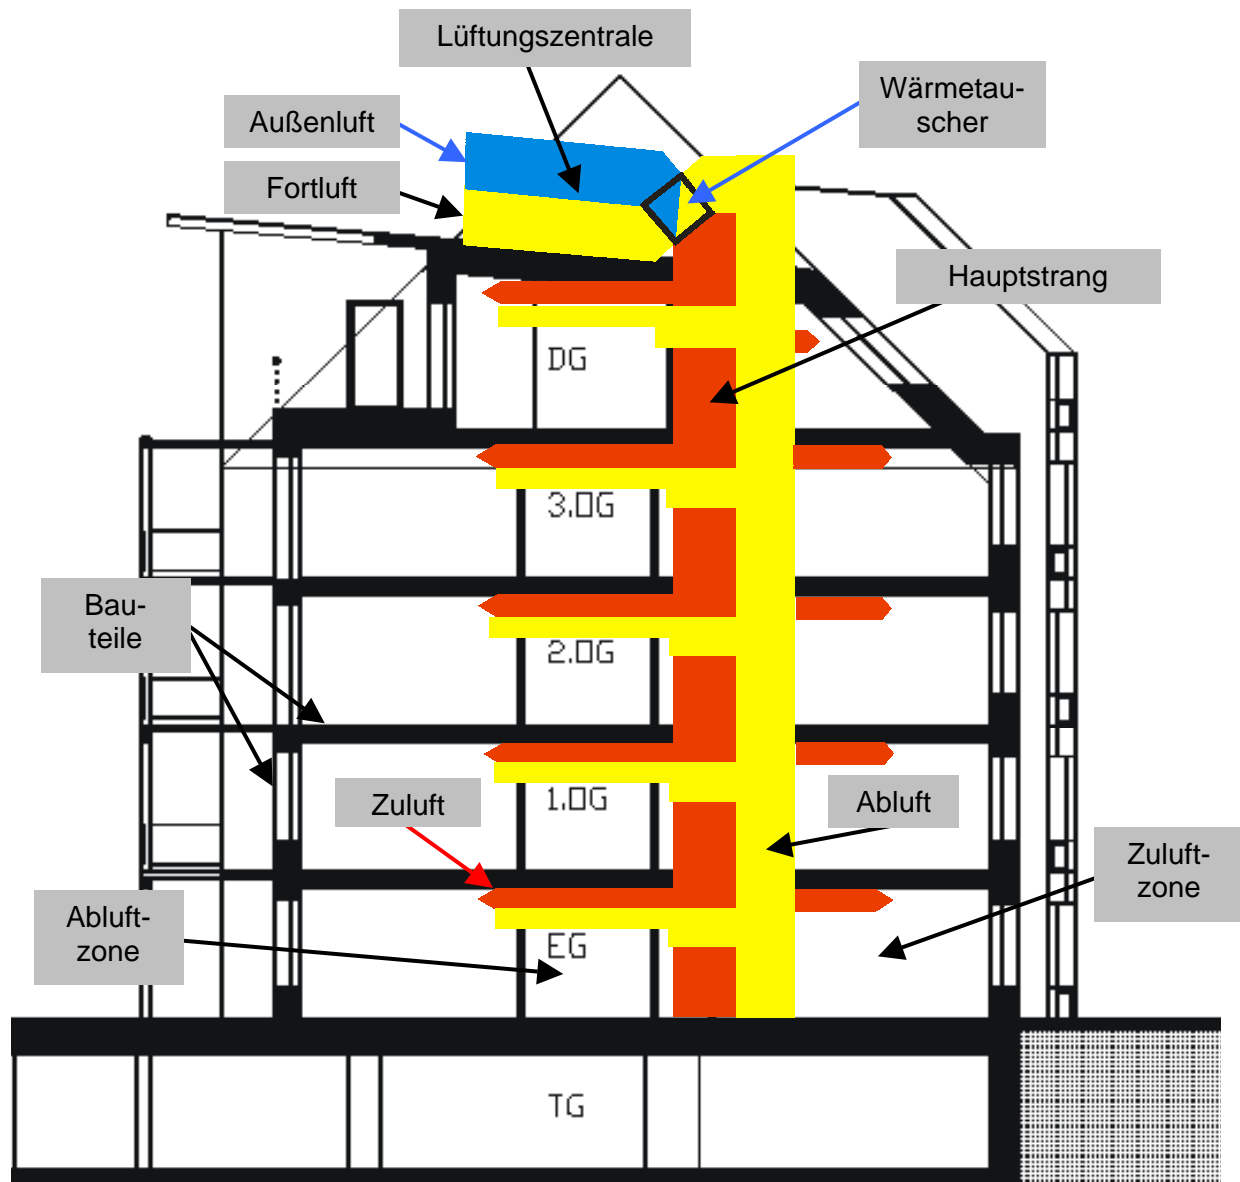 Lüftungszentrale
Wärmetau-
scher
Außenluft
Fortluft
Hauptstrang
DG
3.OG
Bau-
teile
2.OG
Zuluft
1.OG
Abluft
Zuluft-
zone
Abluft-
zone
EG
TG